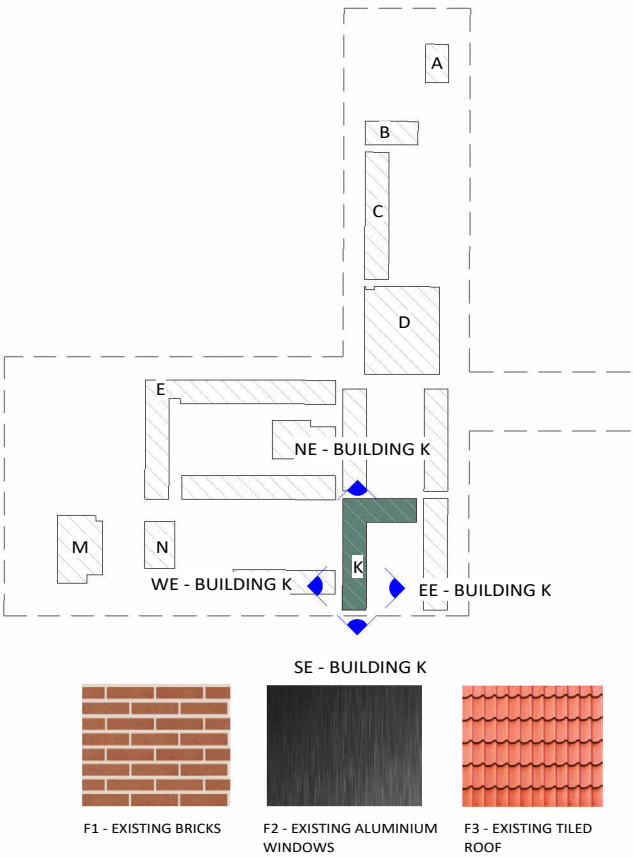 A
B
C
D
E
NE - BUILDING K
M
N
K
WE - BUILDING K
EE - BUILDING K
SE - BUILDING K
F1 - EXISTING BRICKS
F2 - EXISTING ALUMINIUM
WINDOWS
F3 - EXISTING TILED
ROOF